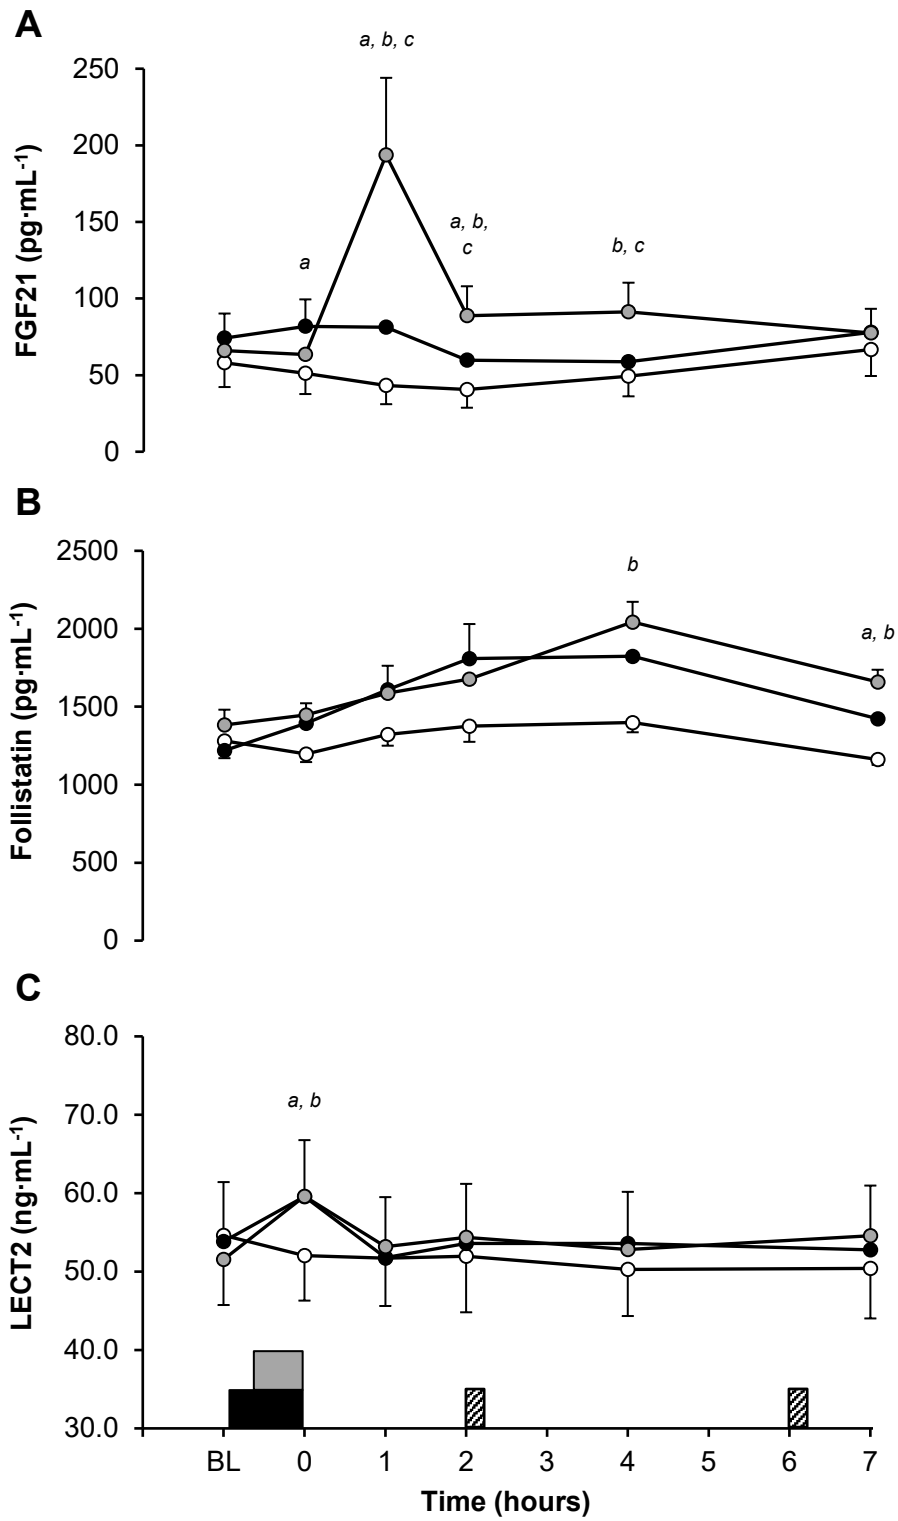 A
a, b, c
250
200
150
100
50
0
FGF21 (pg·mL-1)
a
a, b,
c
b, c
B
2500
2000
1500
1000
500
0
Follistatin (pg·mL-1)
b
a, b
C
80.0
70.0
60.0
50.0
40.0
30.0
LECT2 (ng·mL-1)
a, b
BL 0 1 2 3 4 5 6 7
Time (hours)